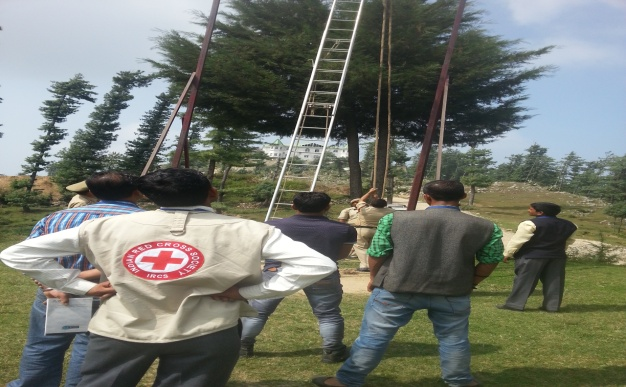 INDIAN RED CROSS SOCIETY
IRCS